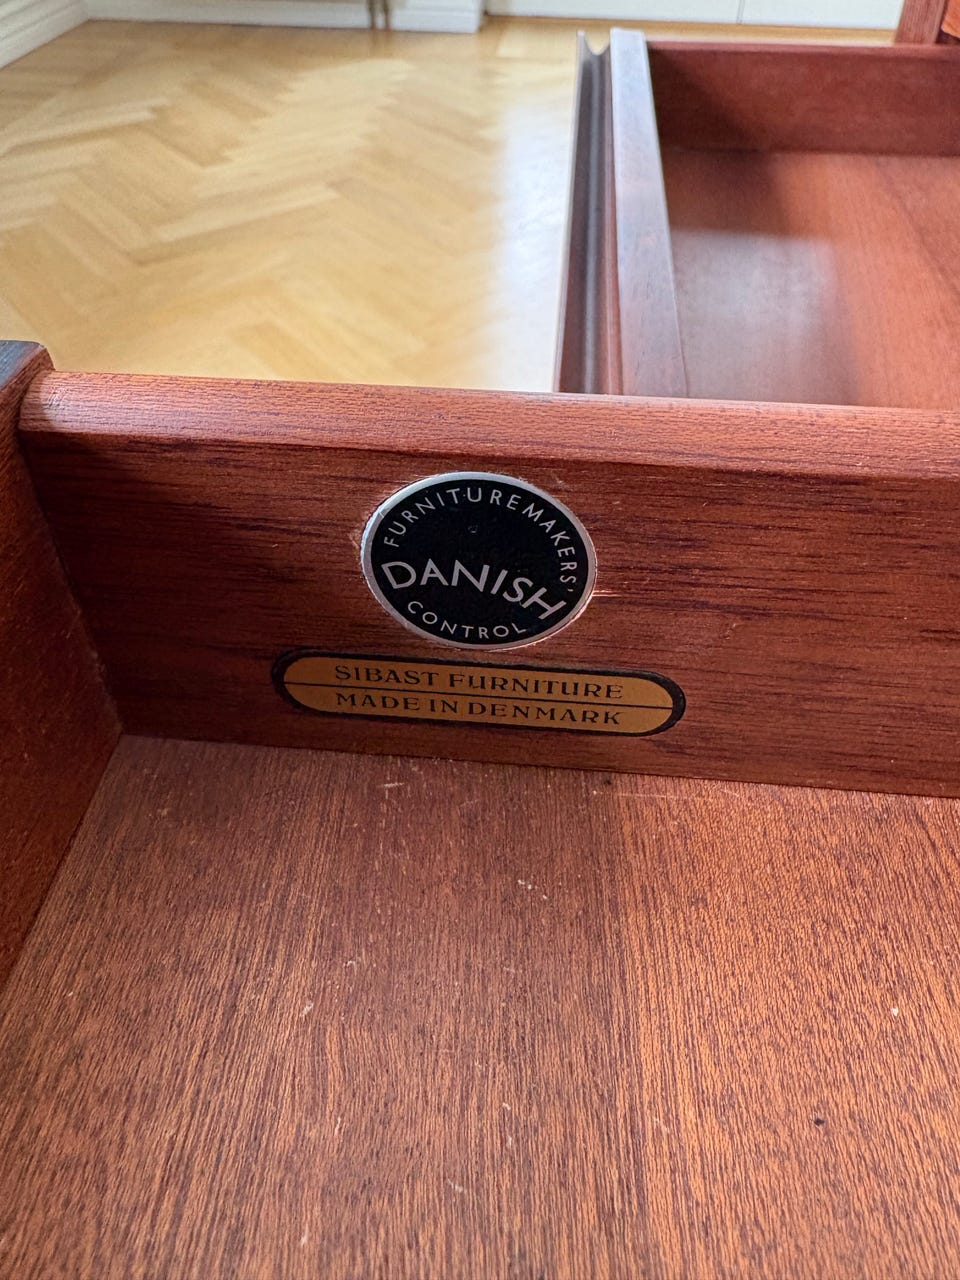 FURNITUREMAKERS'
DANISH
CONTROL
SIBAST FURNITURE
MADE IN DENMARK